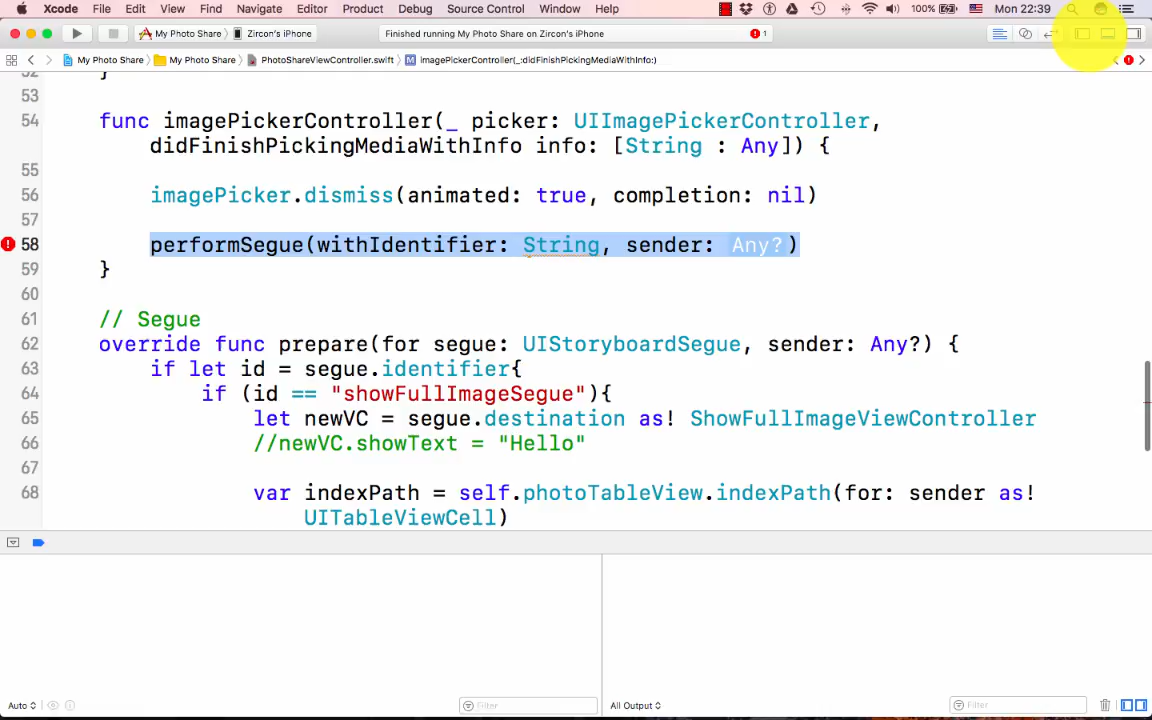 Xcode File Edit View Find Navigate Editor Product Debug Source Control Window Help 100% Mon 22:39
My Photo Share Zircon's iPhone Finished running My Photo Share on Zircon's iPhone 1
My Photo Share My Photo Share PhotoShareViewController.swift M imagePickerController(_:didFinishPickingMediaWithInfo:)
52 }
53
54 func imagePickerController(_ picker: UIImagePickerController,
didFinishPickingMediaWithInfo info: [String : Any]) {
55
56 imagePicker.dismiss(animated: true, completion: nil)
57
58 performSegue(withIdentifier: String, sender: Any?)
59 }
60
61 // Segue
62 override func prepare(for segue: UIStoryboardSegue, sender: Any?) {
63 if let id = segue.identifier{
64 if (id == "showFullImageSegue"){
65 let newVC = segue.destination as! ShowFullImageViewController
66 //newVC.showText = "Hello"
67
68 var indexPath = self.photoTableView.indexPath(for: sender as!
UITableViewCell)
Auto Filter All Output Filter